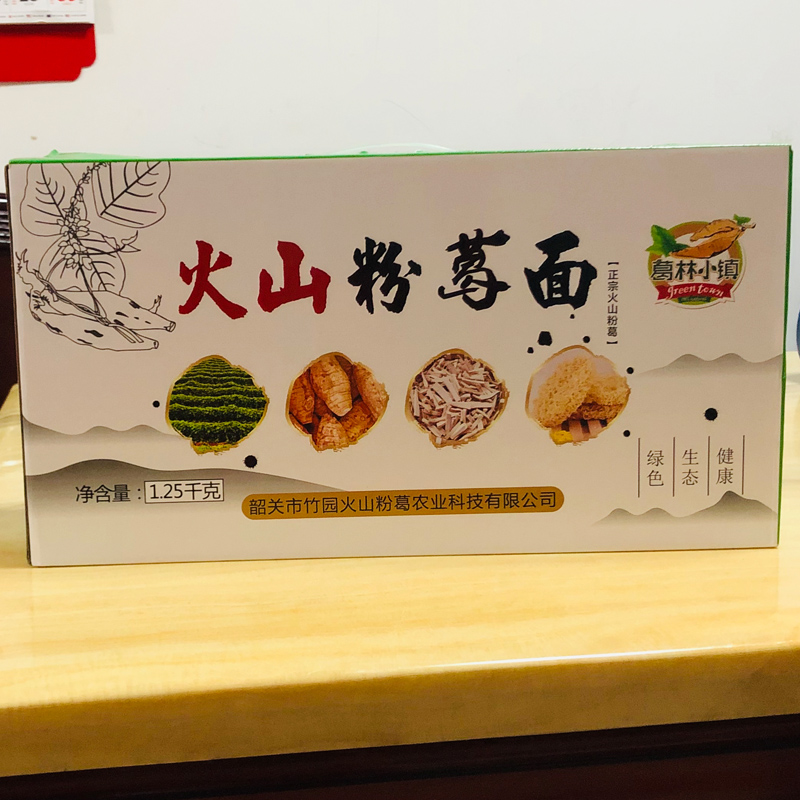 火山粉葛面
【正宗火山粉葛】
葛林小镇
green town
绿色
生态
健康
净含量：1.25千克
韶关市竹园火山粉葛农业科技有限公司